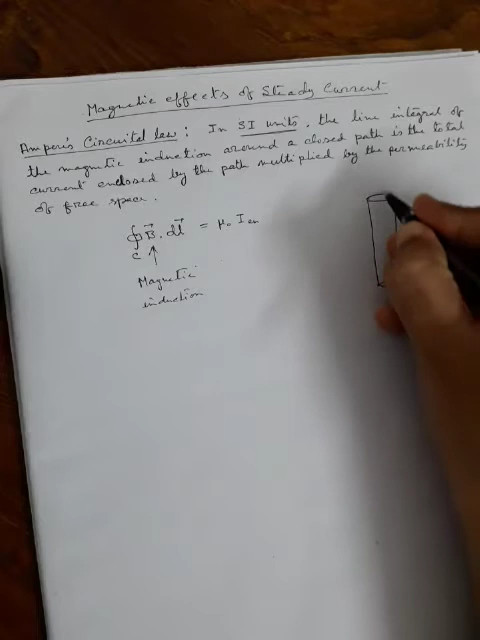 Magnetic effects of Steady Current
Ampere's Circuital law : In SI units, the line integral of
the magnetic induction around a closed path is the total
current enclosed by the path multiplied by the permeability
of free space.
∮ B⃗ . dl⃗ = μ₀ I en
C ↑
Magnetic
induction